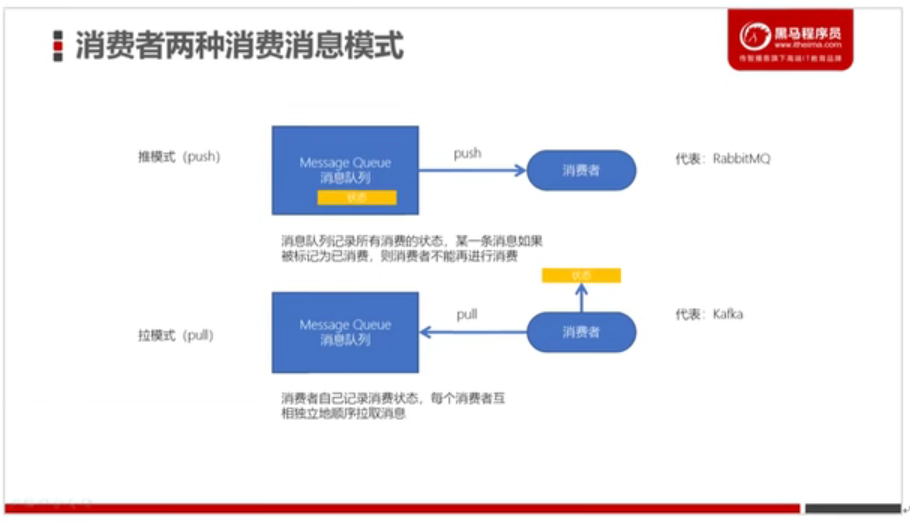 消费者两种消费消息模式
黑马程序员
www.itheima.com
传智播客旗下高端IT教育品牌
推模式（push）
Message Queue
消息队列
状态
push
消费者
代表：RabbitMQ
消息队列记录所有消费的状态，某一条消息如果
被标记为已消费，则消费者不能再进行消费
状态
拉模式（pull）
Message Queue
消息队列
pull
消费者
代表：Kafka
消费者自己记录消费状态，每个消费者互
相独立地顺序拉取消息